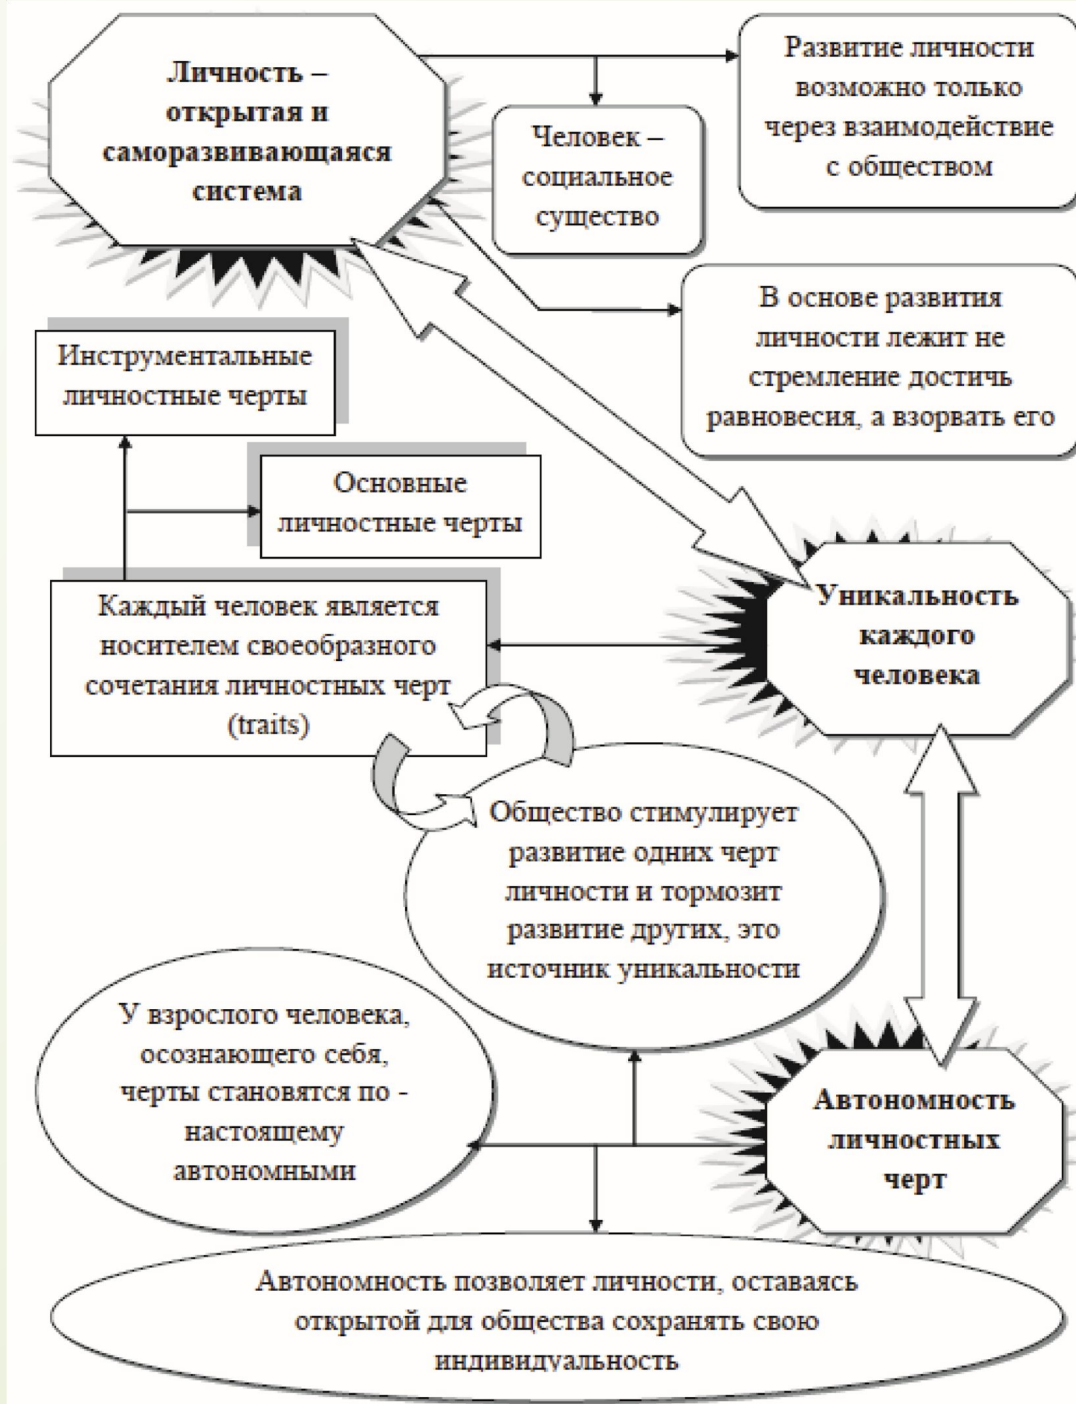 Личность –
открытая и
саморазвивающаяся
система
Развитие личности
возможно только
через взаимодействие
с обществом
Человек –
социальное
существо
В основе развития
личности лежит не
стремление достичь
равновесия, а взорвать его
Инструментальные
личностные черты
Основные
личностные черты
Каждый человек является
носителем своеобразного
сочетания личностных черт
(traits)
Уникальность
каждого
человека
Общество стимулирует
развитие одних черт
личности и тормозит
развитие других, это
источник уникальности
У взрослого человека,
осознающего себя,
черты становятся по -
настоящему
автономными
Автономность
личностных
черт
Автономность позволяет личности, оставаясь
открытой для общества сохранять свою
индивидуальность